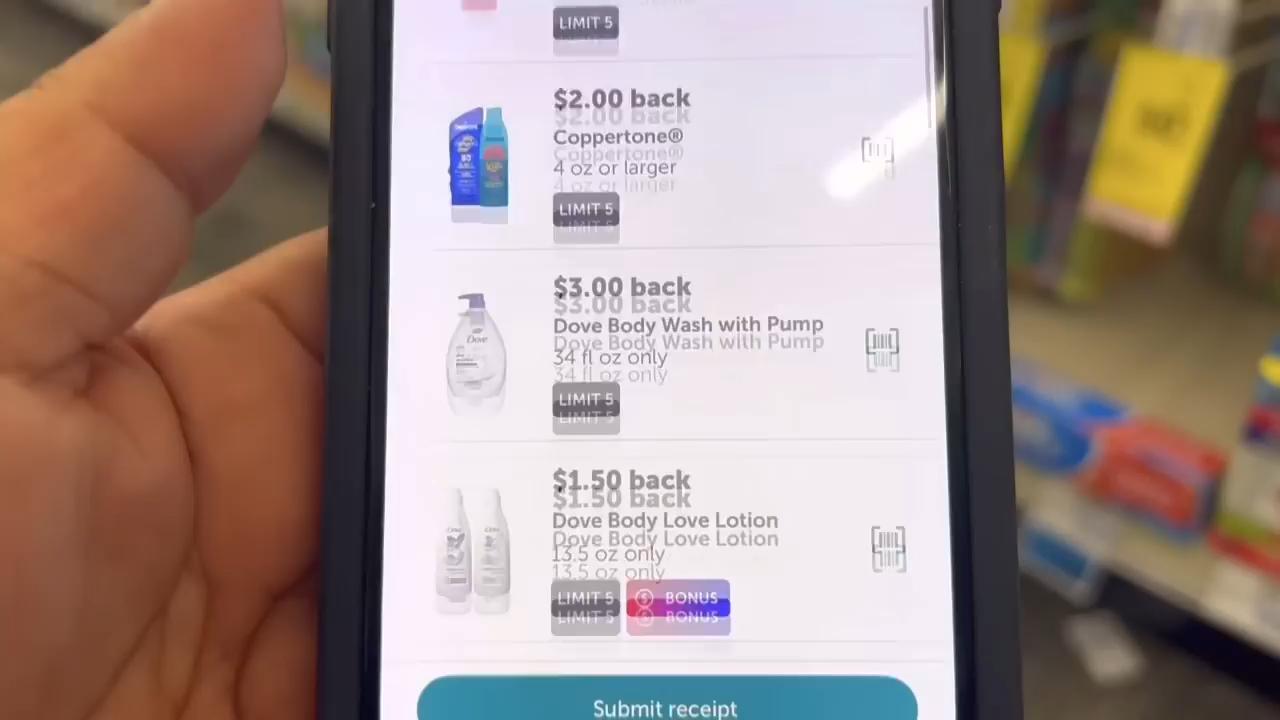 LIMIT 5
$2.00 back
Coppertone®
4 oz or larger
LIMIT 5
$3.00 back
Dove Body Wash with Pump
34 fl oz only
LIMIT 5
Dove
$1.50 back
Dove Body Love Lotion
13.5 oz only
LIMIT 5 BONUS
Submit receipt